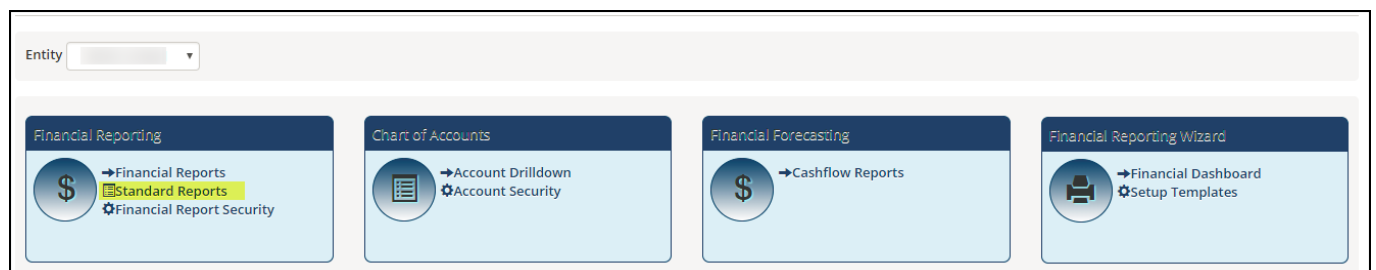 Entity
Financial Reporting
Financial Reports
Standard Reports
Financial Report Security
Chart of Accounts
Account Drilldown
Account Security
Financial Forecasting
Cashflow Reports
Financial Reporting Wizard
Financial Dashboard
Setup Templates